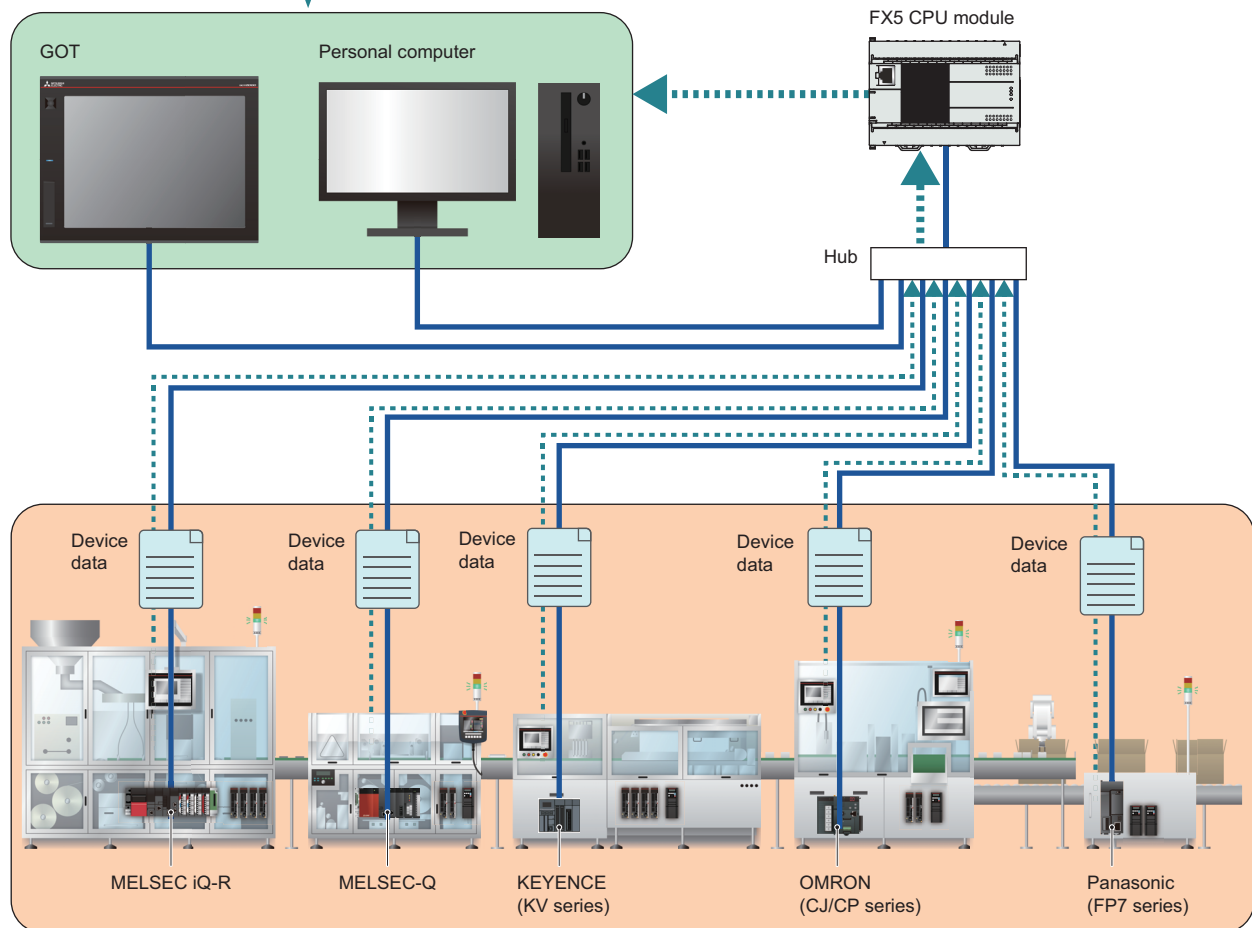 FX5 CPU module
GOT
Personal computer
Hub
Device
data
Device
data
Device
data
Device
data
Device
data
MELSEC iQ-R
MELSEC-Q
KEYENCE
(KV series)
OMRON
(CJ/CP series)
Panasonic
(FP7 series)